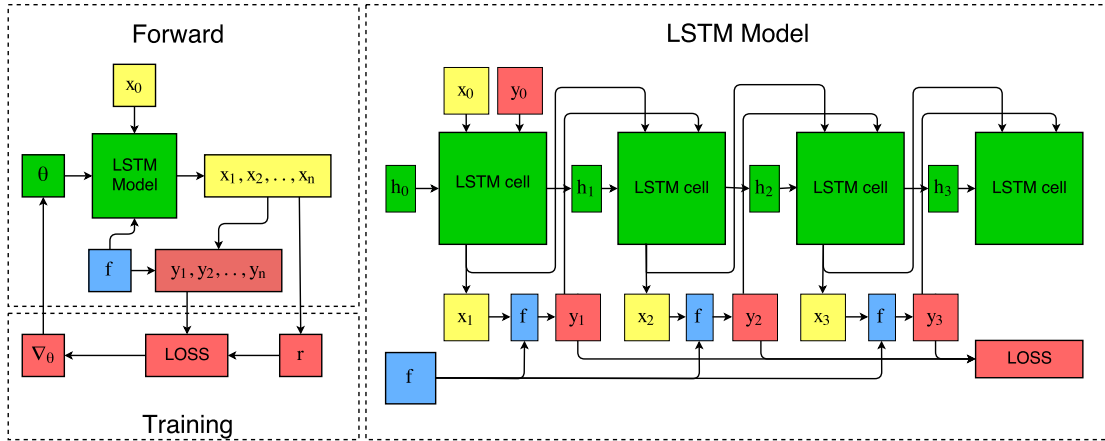 Forward
x₀
θ
LSTM
Model
x₁, x₂, . . , xₙ
f
y₁, y₂, . . , yₙ
∇θ
LOSS
r
Training
LSTM Model
x₀ y₀
h₀ LSTM cell h₁ LSTM cell h₂ LSTM cell h₃ LSTM cell
x₁ f y₁ x₂ f y₂ x₃ f y₃
LOSS
f